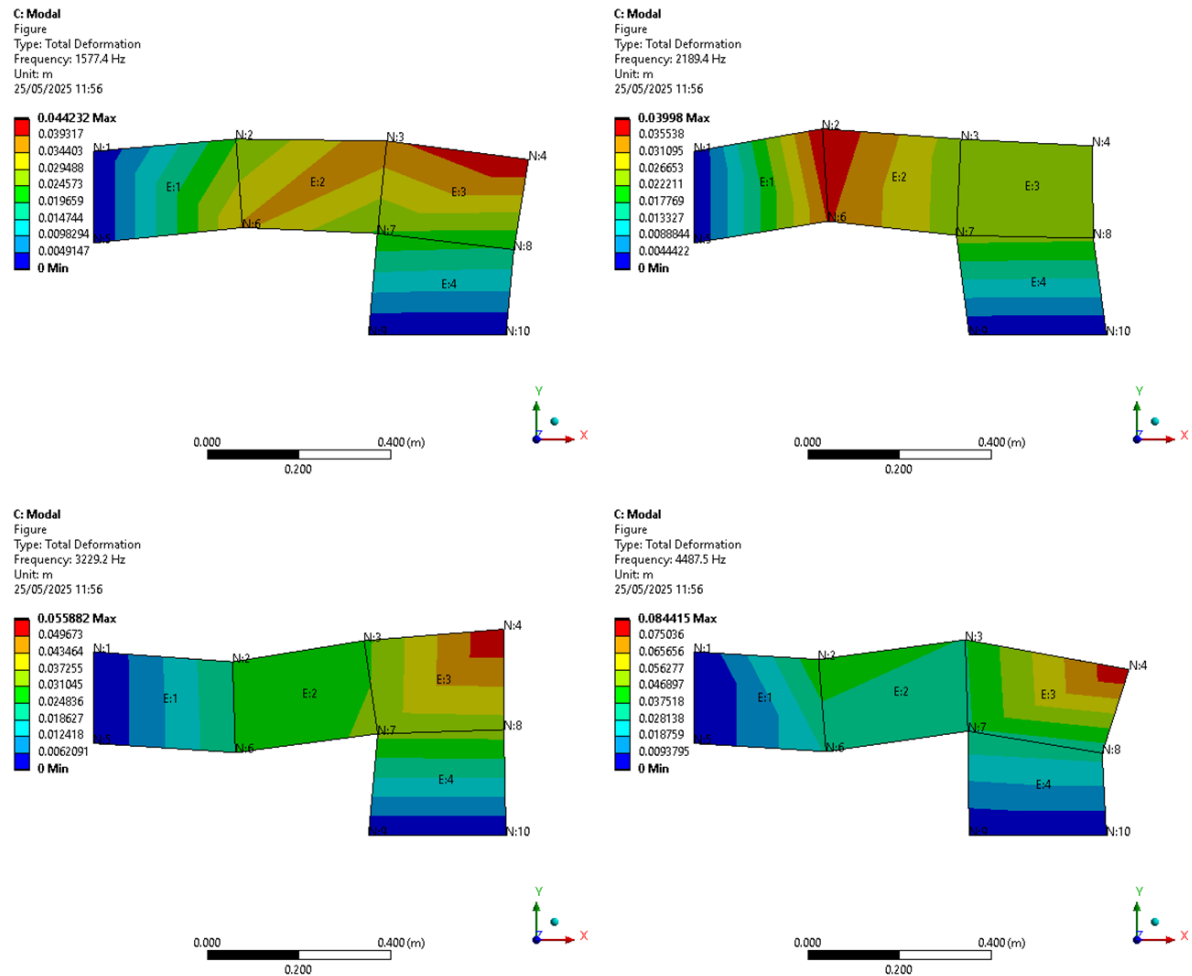 C: Modal
Figure
Type: Total Deformation
Frequency: 1577.4 Hz
Unit: m
25/05/2025 11:56
0.044232 Max
0.039317
0.034403
0.029488
0.024573
0.019659
0.014744
0.0098294
0.0049147
0 Min
N:1
N:2
N:3
N:4
E:1
E:2
E:3
N:5
N:6
N:7
N:8
E:4
N:9
N:10
Y
X
Z
0.000
0.400 (m)
0.200
C: Modal
Figure
Type: Total Deformation
Frequency: 2189.4 Hz
Unit: m
25/05/2025 11:56
0.03998 Max
0.035538
0.031095
0.026653
0.022211
0.017769
0.013327
0.0088844
0.0044422
0 Min
N:1
N:2
N:3
N:4
E:1
E:2
E:3
N:5
N:6
N:7
N:8
E:4
N:9
N:10
Y
X
Z
0.000
0.400 (m)
0.200
C: Modal
Figure
Type: Total Deformation
Frequency: 3229.2 Hz
Unit: m
25/05/2025 11:56
0.055882 Max
0.049673
0.043464
0.037255
0.031045
0.024836
0.018627
0.012418
0.0062091
0 Min
N:1
N:2
N:3
N:4
E:1
E:2
E:3
N:5
N:6
N:7
N:8
E:4
N:9
N:10
Y
X
Z
0.000
0.400 (m)
0.200
C: Modal
Figure
Type: Total Deformation
Frequency: 4487.5 Hz
Unit: m
25/05/2025 11:56
0.084415 Max
0.075036
0.065656
0.056277
0.046897
0.037518
0.028138
0.018759
0.0093795
0 Min
N:1
N:2
N:3
N:4
E:1
E:2
E:3
N:5
N:6
N:7
N:8
E:4
N:9
N:10
Y
X
Z
0.000
0.400 (m)
0.200